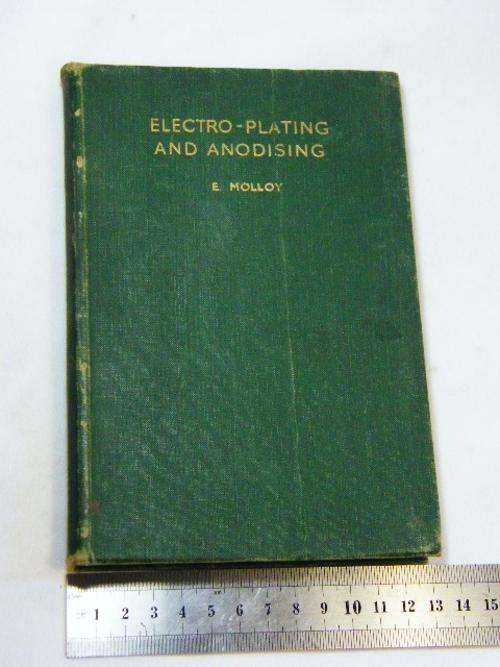 ELECTRO-PLATING
AND ANODISING
E. MOLLOY
1 2 3 4 5 6 7 8 9 10 11 12 13 14 15